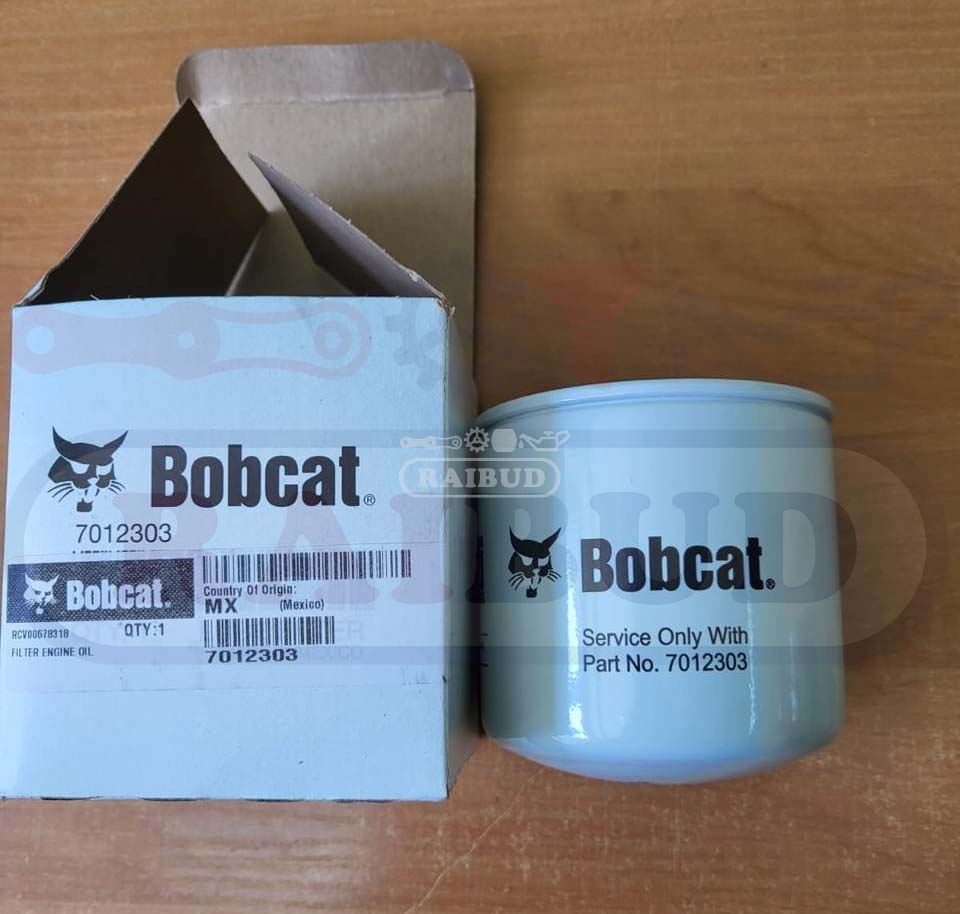 Bobcat®
7012303
Bobcat.
Country Of Origin:
MX (Mexico)
RCV00678318
QTY:1
FILTER ENGINE OIL
7012303
RAIBUD
RAIBUD
Bobcat®
Service Only With
Part No. 7012303